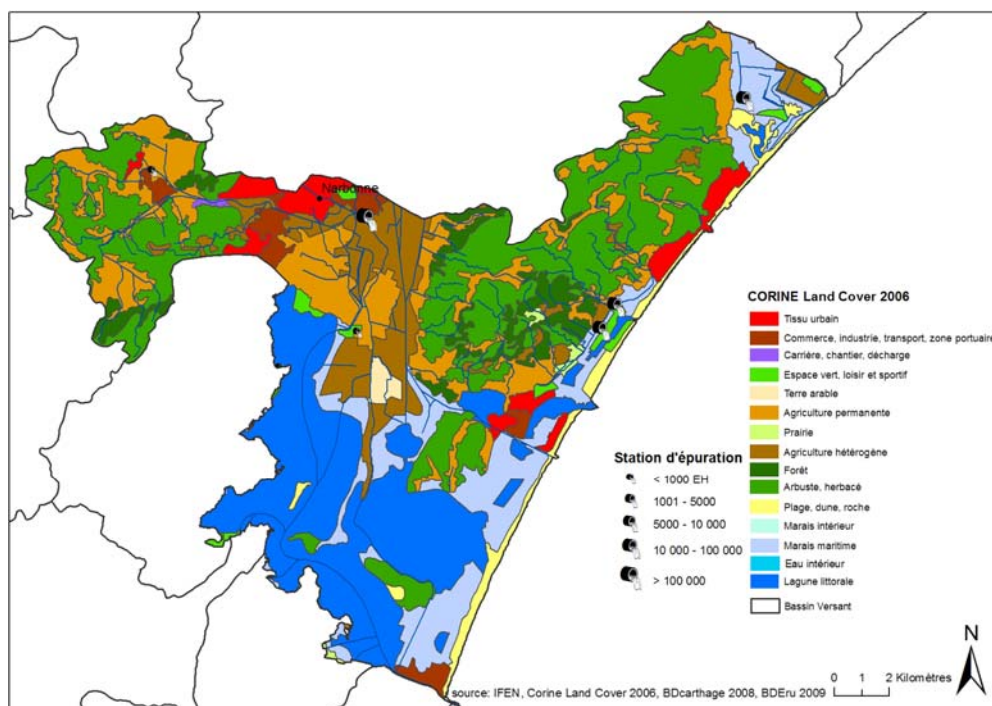 Narbonne
CORINE Land Cover 2006
Tissu urbain
Commerce, industrie, transport, zone portuaire
Carrière, chantier, décharge
Espace vert, loisir et sportif
Terre arable
Agriculture permanente
Prairie
Agriculture hétérogène
Forêt
Arbuste, herbacé
Plage, dune, roche
Marais intérieur
Marais maritime
Eau intérieur
Lagune littorale
Bassin Versant
Station d'épuration
< 1000 EH
1001 - 5000
5000 - 10 000
10 000 - 100 000
> 100 000
N
0 1 2 Kilomètres
source: IFEN, Corine Land Cover 2006, BDcarthage 2008, BDEru 2009